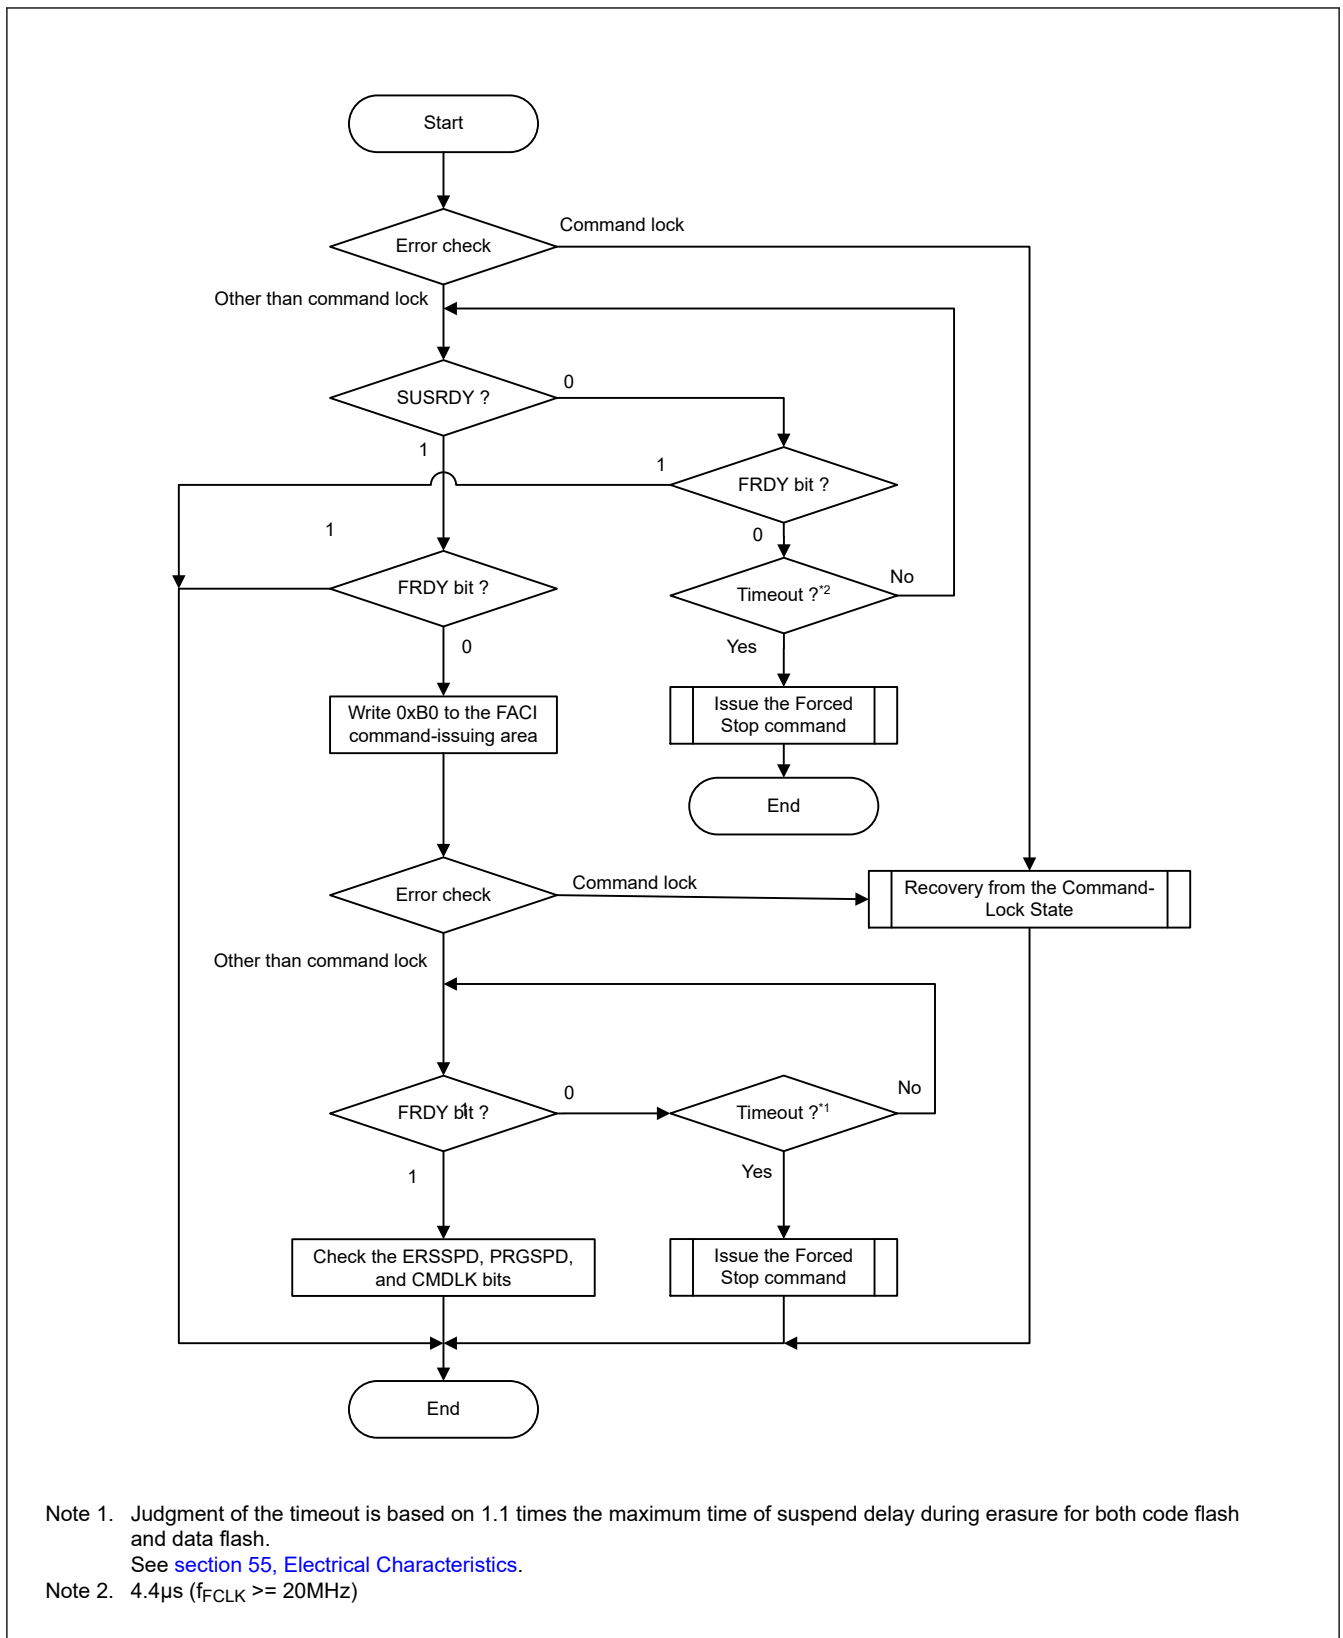 Start
Error check
Command lock
Other than command lock
SUSRDY ?
0
1
FRDY bit ?
1
0
1
FRDY bit ?
0
Timeout ?*2
No
Yes
Write 0xB0 to the FACI
command-issuing area
Issue the Forced
Stop command
End
Error check
Command lock
Recovery from the Command-
Lock State
Other than command lock
FRDY bit ?
1
0
Timeout ?*1
No
1
Yes
Check the ERSSPD, PRGSPD,
and CMDLK bits
Issue the Forced
Stop command
End
Note 1. Judgment of the timeout is based on 1.1 times the maximum time of suspend delay during erasure for both code flash
and data flash.
See section 55, Electrical Characteristics.
Note 2. 4.4µs (fFCLK >= 20MHz)